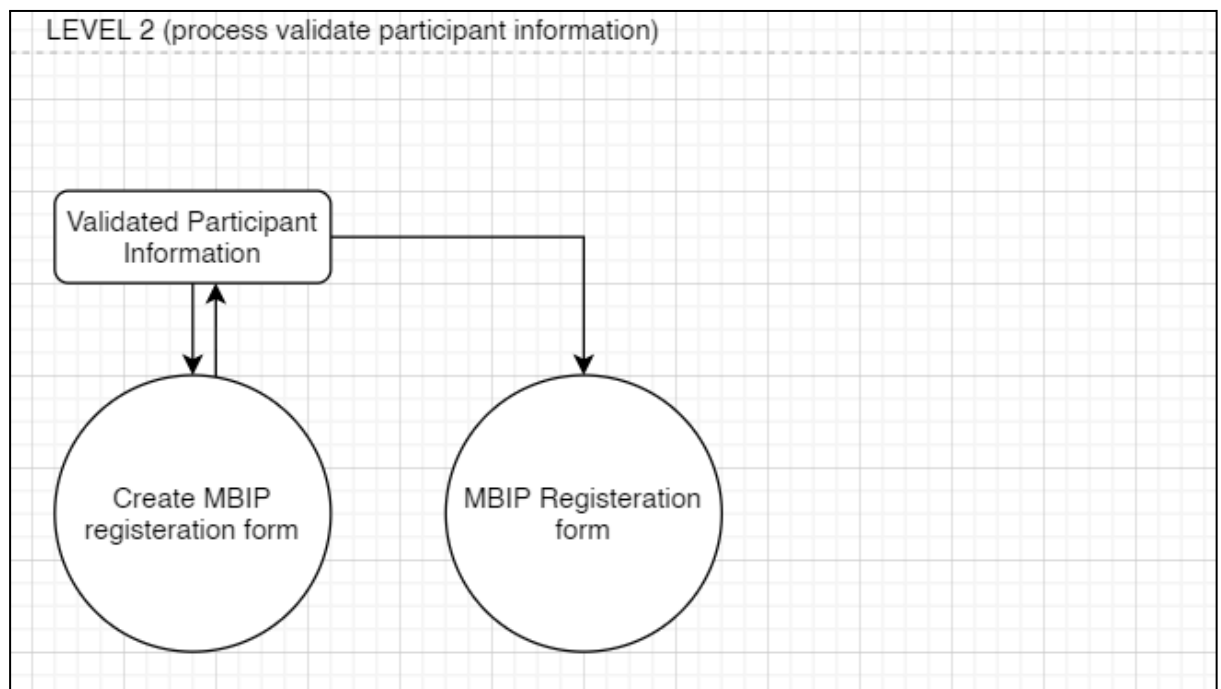 LEVEL 2 (process validate participant information)
Validated Participant
Information
Create MBIP
registeration form
MBIP Registeration
form